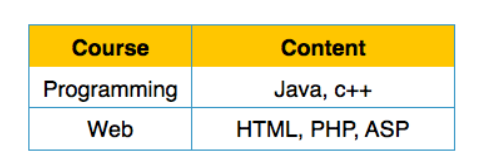 Course Content
Programming Java, c++
Web HTML, PHP, ASP